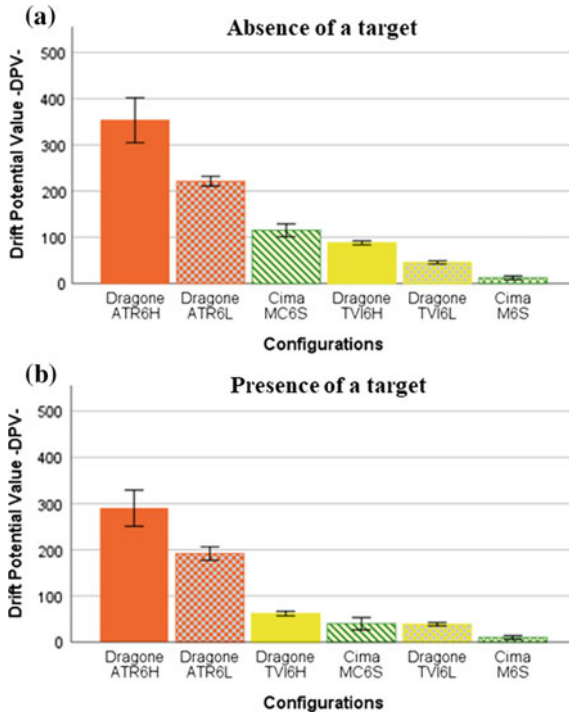 (a)
Absence of a target
Drift Potential Value -DPV-
500
400
300
200
100
0
Dragone ATR6H
Dragone ATR6L
Cima MC6S
Dragone TVI6H
Dragone TVI6L
Cima M6S
Configurations
(b)
Presence of a target
Drift Potential Value -DPV-
500
400
300
200
100
0
Dragone ATR6H
Dragone ATR6L
Dragone TVI6H
Cima MC6S
Dragone TVI6L
Cima M6S
Configurations